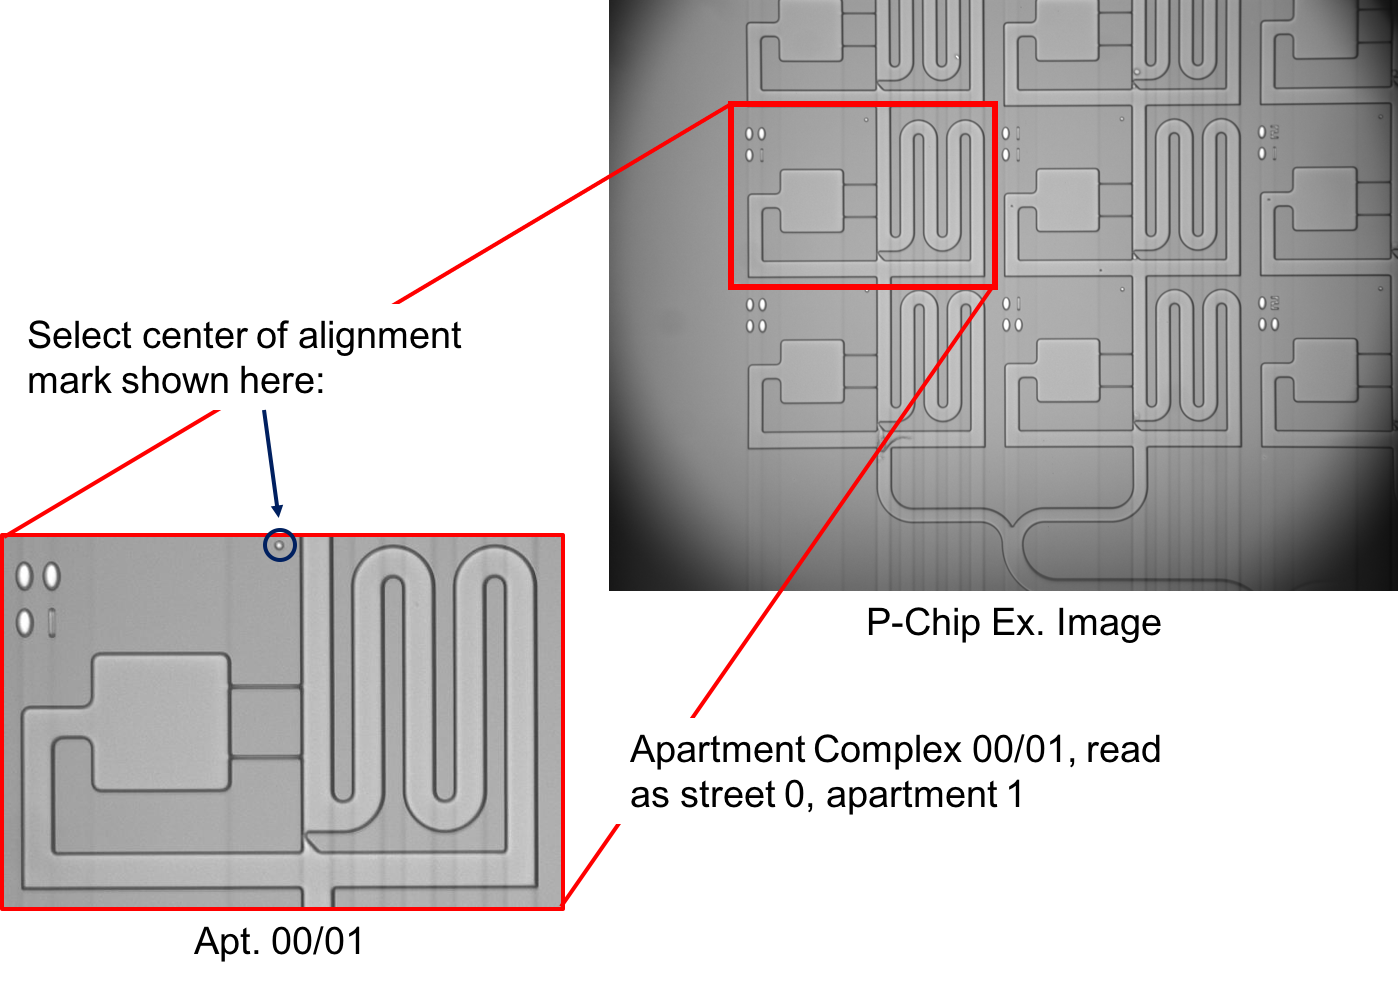 Select center of alignment
mark shown here:
P-Chip Ex. Image
Apartment Complex 00/01, read
as street 0, apartment 1
Apt. 00/01